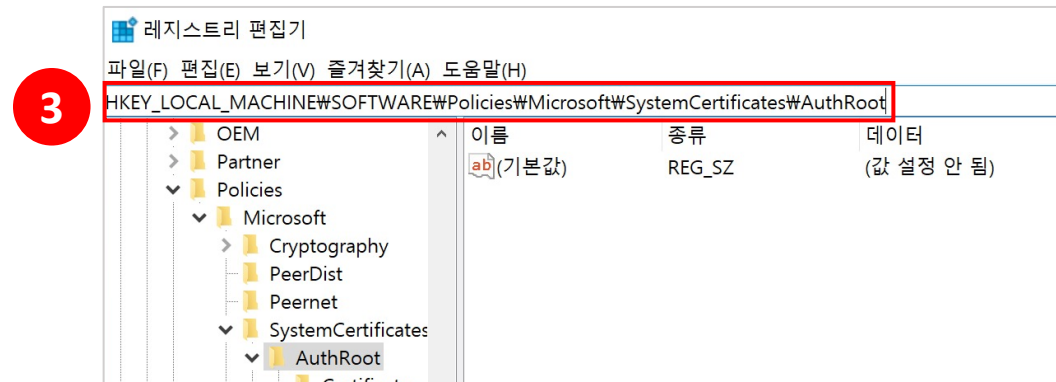 레지스트리 편집기
파일(F) 편집(E) 보기(V) 즐겨찾기(A) 도움말(H)
3
HKEY_LOCAL_MACHINE₩SOFTWARE₩Policies₩Microsoft₩SystemCertificates₩AuthRoot
OEM
Partner
Policies
Microsoft
Cryptography
PeerDist
Peernet
SystemCertificates
AuthRoot
이름 종류 데이터
ab (기본값) REG_SZ (값 설정 안 됨)